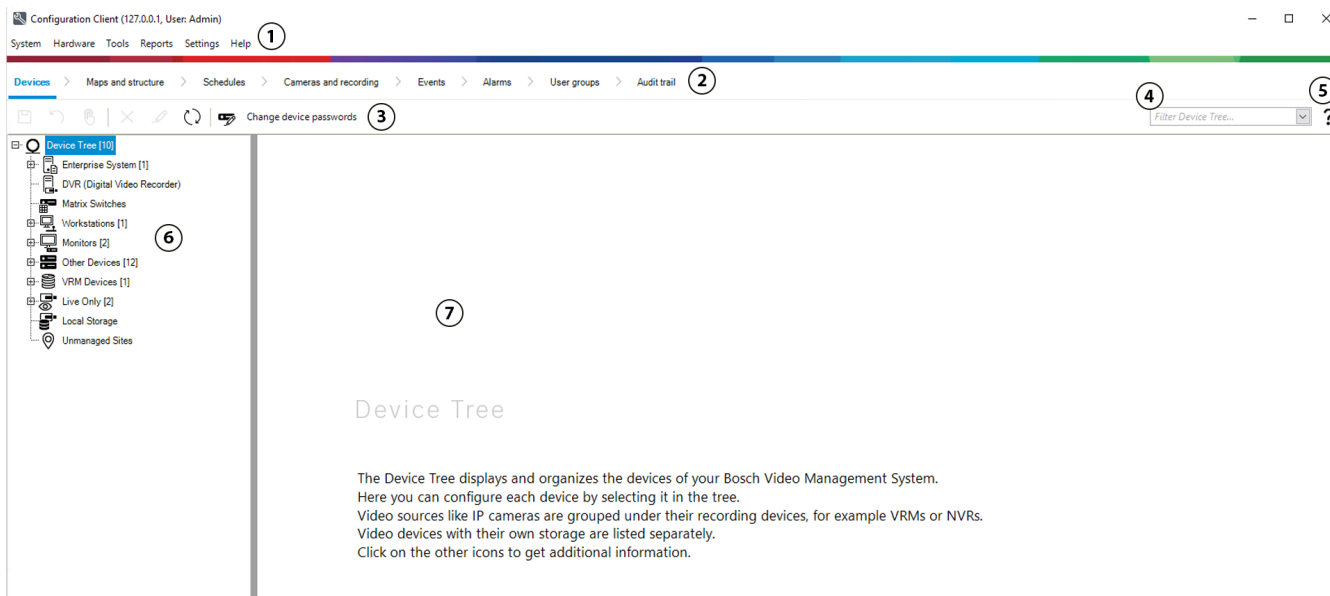 Configuration Client (127.0.0.1, User: Admin)
System Hardware Tools Reports Settings Help 1
Devices Maps and structure Schedules Cameras and recording Events Alarms User groups Audit trail 2
4 5
Change device passwords 3 Filter Device Tree... ?
Device Tree [10]
Enterprise System [1]
DVR (Digital Video Recorder)
Matrix Switches
Workstations [1]
6
Monitors [2]
Other Devices [12]
VRM Devices [1]
Live Only [2]
7
Local Storage
Unmanaged Sites
Device Tree
The Device Tree displays and organizes the devices of your Bosch Video Management System.
Here you can configure each device by selecting it in the tree.
Video sources like IP cameras are grouped under their recording devices, for example VRMs or NVRs.
Video devices with their own storage are listed separately.
Click on the other icons to get additional information.